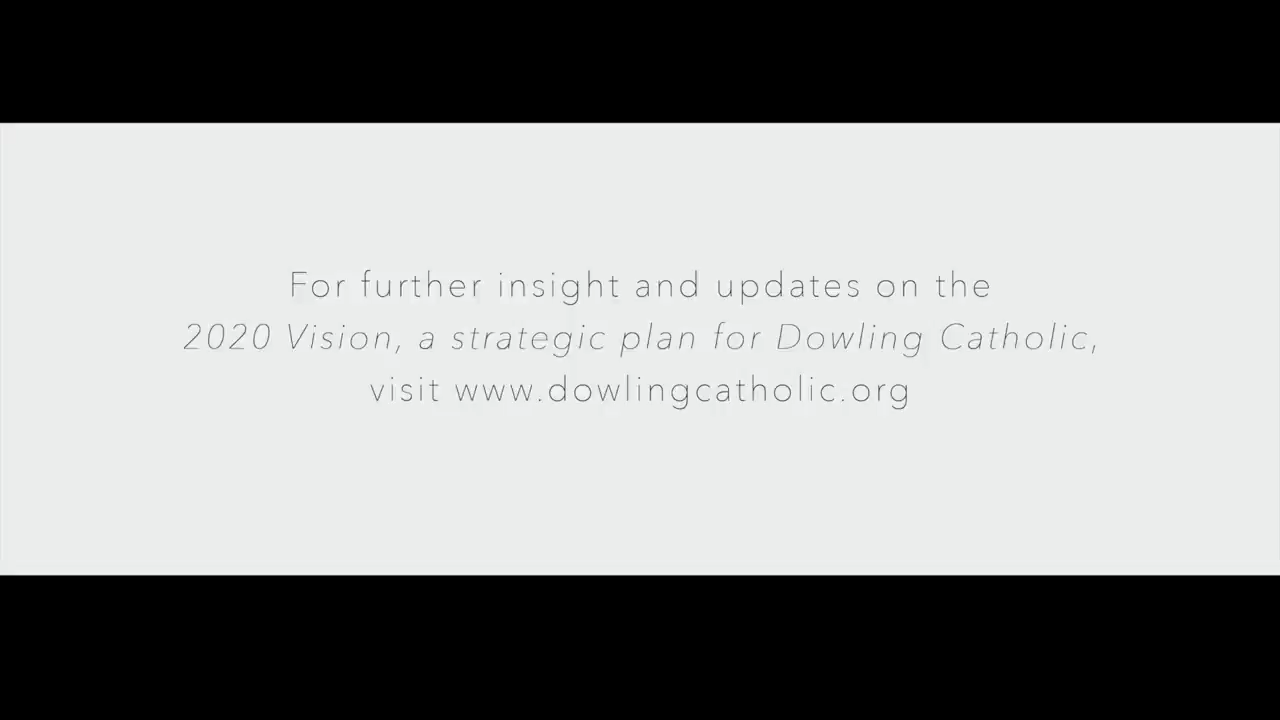 For further insight and updates on the
2020 Vision, a strategic plan for Dowling Catholic,
visit www.dowlingcatholic.org